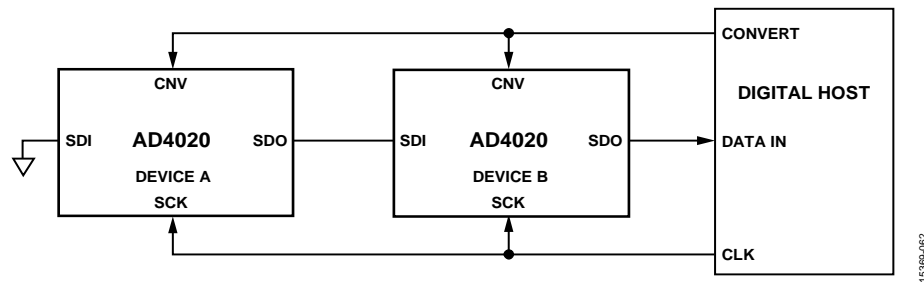 CONVERT
CNV
CNV
DIGITAL HOST
SDI
AD4020
SDO
SDI
AD4020
SDO
DATA IN
DEVICE A
DEVICE B
SCK
SCK
CLK
15369-062